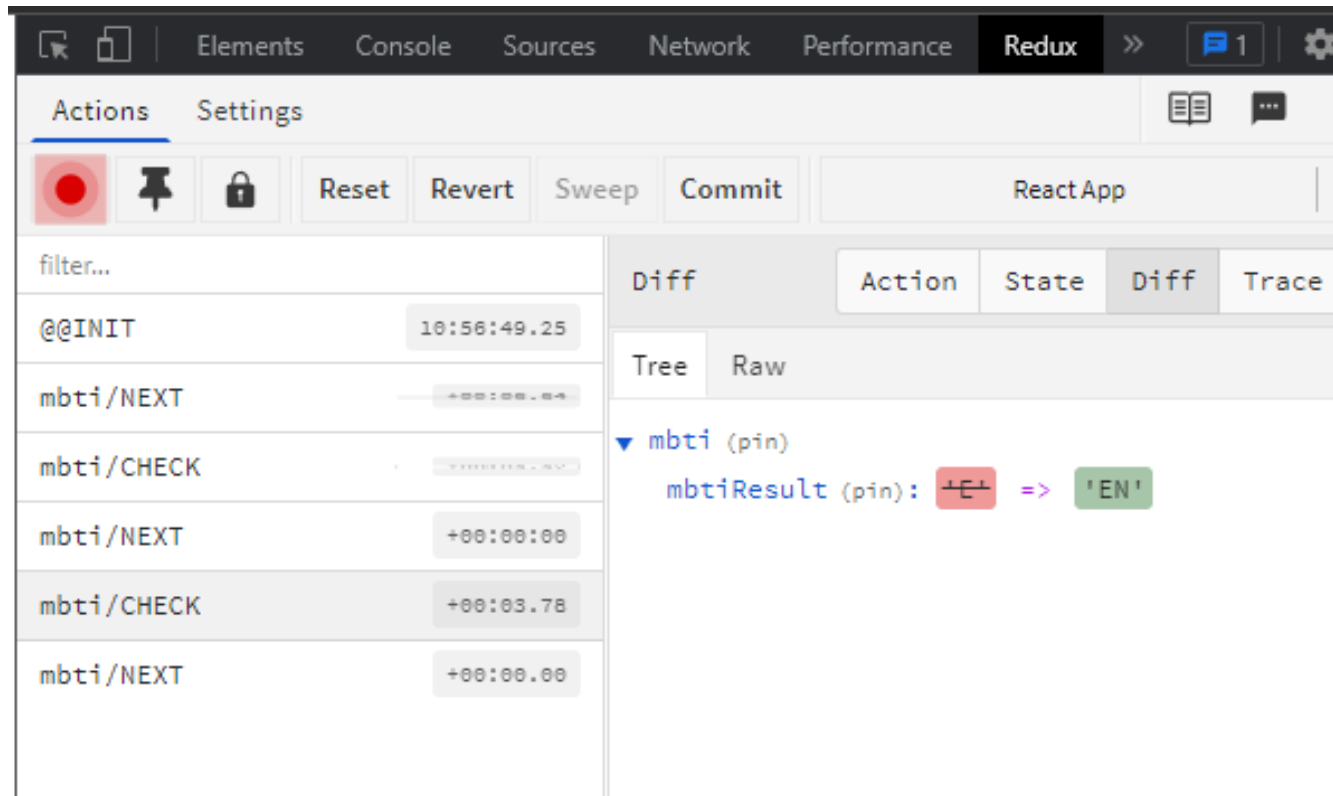 Elements Console Sources Network Performance Redux » 1
Actions Settings
Reset Revert Sweep Commit React App
filter...
@@INIT 10:56:49.25
mbti/NEXT
mbti/CHECK
mbti/NEXT +00:00:00
mbti/CHECK +00:03.78
mbti/NEXT +00:00.00
Diff Action State Diff Trace
Tree Raw
mbti (pin)
mbtiResult (pin): 'E' => 'EN'